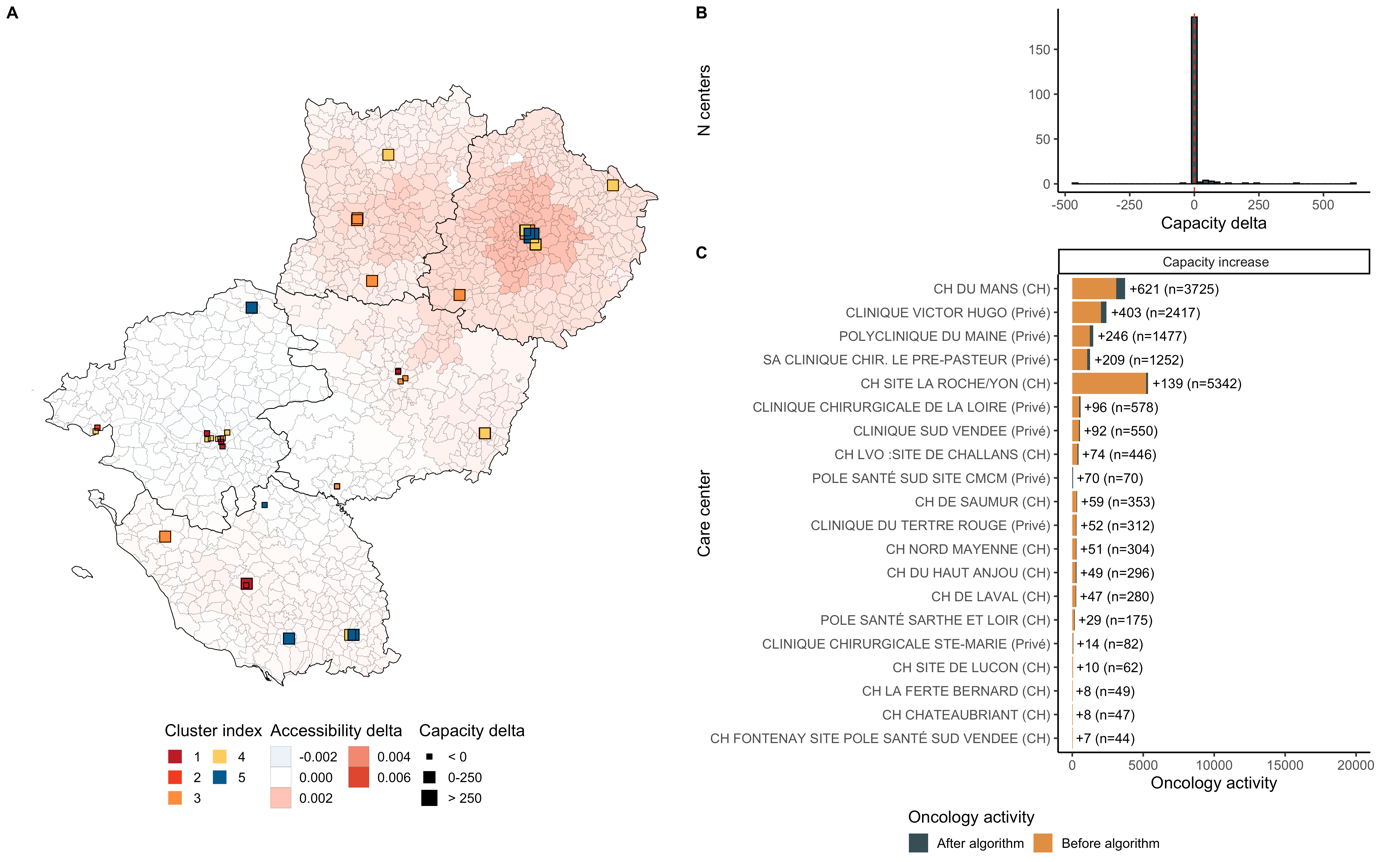 A
Cluster index
1
2
3
4
5
Accessibility delta
-0.002
0.000
0.002
0.004
0.006
Capacity delta
< 0
0-250
> 250
B
N centers
150
100
50
0
-500
-250
0
250
500
Capacity delta
C
Capacity increase
Care center
CH DU MANS (CH) +621 (n=3725)
CLINIQUE VICTOR HUGO (Privé) +403 (n=2417)
POLYCLINIQUE DU MAINE (Privé) +246 (n=1477)
SA CLINIQUE CHIR. LE PRE-PASTEUR (Privé) +209 (n=1252)
CH SITE LA ROCHE/YON (CH) +139 (n=5342)
CLINIQUE CHIRURGICALE DE LA LOIRE (Privé) +96 (n=578)
CLINIQUE SUD VENDEE (Privé) +92 (n=550)
CH LVO :SITE DE CHALLANS (CH) +74 (n=446)
POLE SANTÉ SUD SITE CMCM (Privé) +70 (n=70)
CH DE SAUMUR (CH) +59 (n=353)
CLINIQUE DU TERTRE ROUGE (Privé) +52 (n=312)
CH NORD MAYENNE (CH) +51 (n=304)
CH DU HAUT ANJOU (CH) +49 (n=296)
CH DE LAVAL (CH) +47 (n=280)
POLE SANTÉ SARTHE ET LOIR (CH) +29 (n=175)
CLINIQUE CHIRURGICALE STE-MARIE (Privé) +14 (n=82)
CH SITE DE LUCON (CH) +10 (n=62)
CH LA FERTE BERNARD (CH) +8 (n=49)
CH CHATEAUBRIANT (CH) +8 (n=47)
CH FONTENAY SITE POLE SANTÉ SUD VENDEE (CH) +7 (n=44)
0 5000 10000 15000 20000
Oncology activity
Oncology activity
After algorithm
Before algorithm